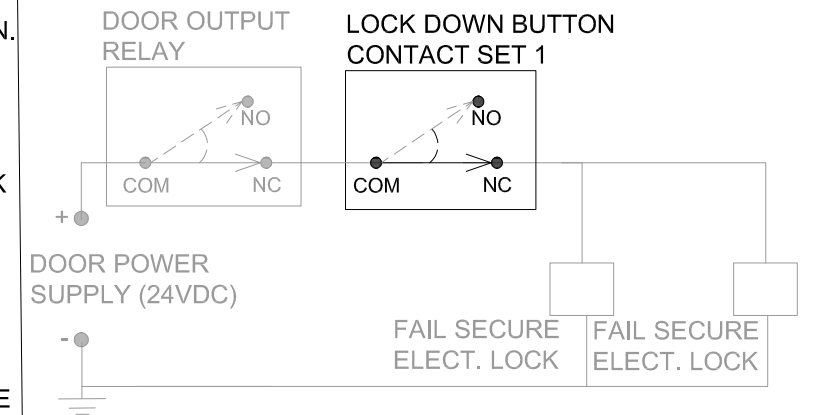 N.
DOOR OUTPUT
RELAY
LOCK DOWN BUTTON
CONTACT SET 1
NO
NO
COM
NC
COM
NC
K
+
DOOR POWER
SUPPLY (24VDC)
-
FAIL SECURE
ELECT. LOCK
FAIL SECURE
ELECT. LOCK
E